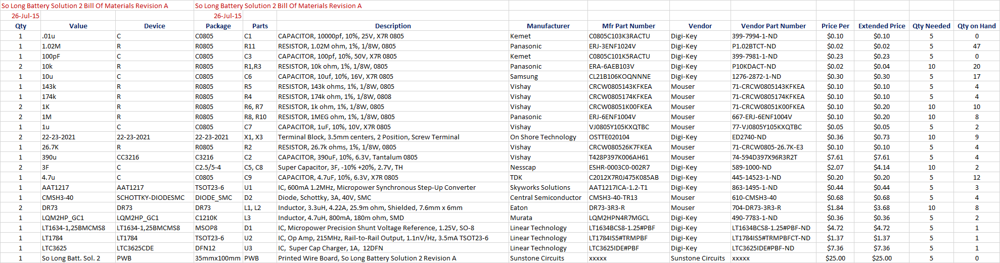 So Long Battery Solution 2 Bill Of Materials Revision A So Long Battery Solution 2 Bill Of Materials Revision A
26-Jul-15 26-Jul-15
Qty Value Device Package Parts Description Manufacturer Mfr Part Number Vendor Vendor Part Number Price Per Extended Price Qty Needed Qty on Hand
1 .01u C C0805 C1 CAPACITOR, 10000pf, 10%, 25V, X7R 0805 Kemet C0805C103K3RACTU Digi-Key 399-7994-1-ND $0.10 $0.10 5 0
1 1.02M R R0805 R11 RESISTOR, 1.02M ohm, 1%, 1/8W, 0805 Panasonic ERJ-3ENF1024V Digi-Key P1.02BTCT-ND $0.02 $0.02 5 47
1 100pF C C0805 C3 CAPACITOR, 100pf, 10%, 50V, X7R 0805 Kemet C0805C101K5RACTU Digi-Key 399-7981-1-ND $0.23 $0.23 5 0
2 10k R R0805 R1,R3 RESISTOR, 10k ohm, 1%, 1/8W, 0805 Panasonic ERA-6AEB103V Digi-Key P10KDACT-ND $0.02 $0.04 10 20
1 10u C C0805 C6 CAPACITOR, 10uf, 10%, 16V, X7R 0805 Samsung CL21B106KOQNNNE Digi-Key 1276-2872-1-ND $0.30 $0.30 5 17
1 143k R R0805 R5 RESISTOR, 143k ohms, 1%, 1/8W, 0805 Vishay CRCW0805143KFKEA Mouser 71-CRCW0805143KFKEA $0.10 $0.10 5 4
1 174k R R0805 R4 RESISTOR, 174k ohm, 1%, 1/8W, 0808 Vishay CRCW0805174KFKEA Mouser 71-CRCW0805174KFKEA $0.10 $0.10 5 4
2 1K R R0805 R6, R7 RESISTOR, 1k ohm, 1%, 1/8W, 0805 Vishay CRCW08051K00FKEA Mouser 71-CRCW08051K00FKEA $0.10 $0.20 10 10
2 1M R R0805 R8, R10 RESISTOR, 1MEG ohm, 1%, 1/8W, 0805 Panasonic ERJ-6ENF1004V Mouser 667-ERJ-6ENF1004V $0.10 $0.20 10 8
1 1u C C0805 C7 CAPACITOR, 1uF, 10%, 10V, X7R 0805 Vishay VJ0805Y105KXQTBC Mouser 77-VJ0805Y105KXQTBC $0.05 $0.05 5 2
2 22-23-2021 22-23-2021 22-23-2021 X1, X3 Terminal Block, 3.5mm centers, 2 Position, Screw Terminal On Shore Technology OSTTE020104 Digi-Key ED2740-ND $0.36 $0.73 10 9
1 26.7K R R0805 R2 RESISTOR, 26.7k ohms, 1%, 1/8W, 0805 Vishay CRCW080526K7FKEA Mouser 71-CRCW0805-26.7K-E3 $0.10 $0.10 5 4
1 390u CC3216 C3216 C2 CAPACITOR, 390uF, 10%, 6.3V, Tantalum 0805 Vishay T428P397K006AH61 Mouser 74-594D397X96R3R2T $7.61 $7.61 5 4
2 3F C C2.5/5-4 C5, C8 Super Capacitor, 3F, -10% +20%, 2.7V, TH Nesscap ESHR-0003C0-002R7 Digi-Key 589-1000-ND $2.07 $4.14 10 2
1 4.7u C C0805 C9 CAPACITOR, 4.7uF, 10%, 6.3V, X7R 0805 TDK C2012X7R0J475K085AB Digi-Key 445-14523-1-ND $0.20 $0.20 5 12
1 AAT1217 AAT1217 TSOT23-6 U1 IC, 600mA 1.2MHz, Micropower Synchronous Step-Up Converter Skyworks Solutions AAT1217ICA-1.2-T1 Digi-Key 863-1495-1-ND $0.44 $0.44 5 3
1 CMSH3-40 SCHOTTKY-DIODESMC DIODE_SMC D2 Diode, Schottky, 3A, 40V, SMC Central Semiconductor CMSH3-40-TR13 Mouser 610-CMSH3-40 $0.68 $0.68 5 4
2 DR73 DR73 DR73 L1, L2 Inductor, 3.3uH, 4.22A, 25.9m ohm, Shielded, 7.6mm x 6mm Eaton DR73-3R3-R Mouser 704-DR73-3R3-R $1.84 $3.68 10 8
1 LQM2HP_GC1 LQM2HP_GC1 C1210K L3 Inductor, 4.7uH, 800mA, 180m ohm, SMD Murata LQM2HPN4R7MGCL Digi-Key 490-7783-1-ND $0.36 $0.36 5 2
1 LT1634-1,25BMCMS8 LT1634-1,25BMCMS8 MSOP8 D1 IC, Micropower Precision Shunt Voltage Reference, 1.25V, SO-8 Linear Technology LT1634BCS8-1.25#PBF Digi-Key LT1634BCS8-1.25#PBF-ND $4.72 $4.72 5 1
1 LT1784 LT1784 TSOT23-6 U2 IC, Op Amp, 215MHz, Rail-to-Rail Output, 1.1nV/Hz, 3.5mA TSOT23-6 Linear Technology LT1784IS5#TRMPBF Digi-Key LT1784IS5#TRMPBFCT-ND $1.37 $1.37 5 1
1 LTC3625 LTC3625CDE DFN12 U3 IC, Super Cap Charger, 1A, 12DFN Linear Technology LTC3625IDE#PBF Digi-Key LTC3625IDE#PBF-ND $7.36 $7.36 5 1
1 So Long Batt. Sol. 2 PWB 35mmx100mm PWB Printed Wire Board, So Long Battery Solution 2 Revision A Sunstone Circuits xxxxx Sunstone Circuits xxxxx $25.00 $25.00 5 0